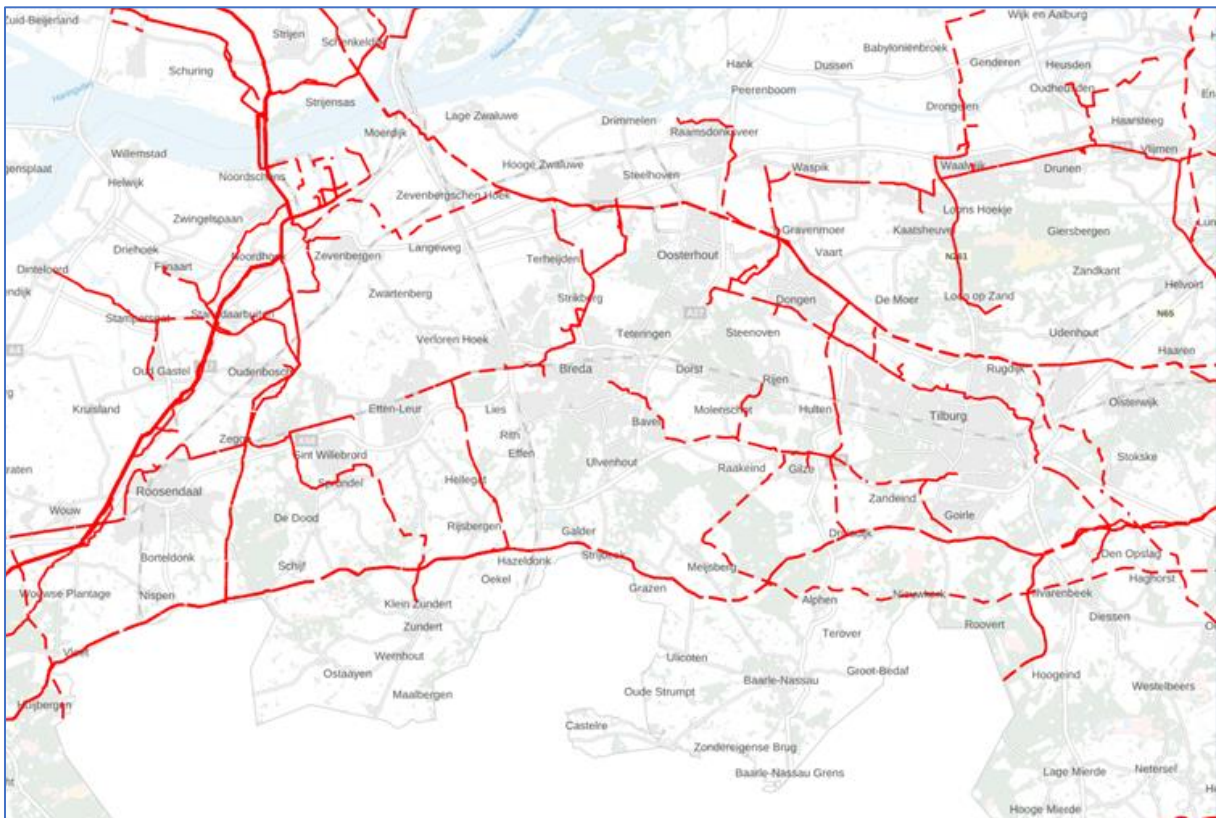 Zuid-Beijerland
Strijen
Schenkeldijk
Wijk en Aalburg
Babyloniënbroek
Schuring
Hank
Dussen
Genderen
Heusden
Peerenboom
Oudheusden
Strijensas
Lage Zwaluwe
Drimmelen
Drongelen
Moerdijk
Raamsdonksveer
Haarsteeg
Willemstad
Hooge Zwaluwe
Waspik
Waalwijk
Drunen
Vlijmen
Helwijk
Noordschans
Steelhoven
Zevenbergschen Hoek
Zwingelspaan
Loons Hoekje
Gravenmoer
Kaatsheuvel
Giersbergen
Driehoek
Noordhoek
Zevenbergen
Langeweg
Terheijden
Oosterhout
Vaart
N261
Dinteloord
Fijnaart
Zandkant
Helvoirt
Zwartenberg
Strikberg
Dongen
De Moer
Loon op Zand
Stampersgat
Standdaarbuiten
A27
N65
Verloren Hoek
Teteringen
Steenoven
Udenhout
Haaren
Oud Gastel
Oudenbosch
Breda
Dorst
Rijen
Rugdijk
Kruisland
Etten-Leur
Lies
Molenschot
Hulten
Tilburg
Oisterwijk
Zegge
Rith
Bavel
Effen
Sint Willebrord
Ulvenhout
Stokske
Raakeind
Gilze
Roosendaal
Sprundel
Hellegat
Zandeind
Wouw
De Dood
Goirle
Rijsbergen
Galder
Borteldonk
Schijf
Hazeldonk
Strijbeek
Den Opslag
Oekel
Meijsberg
Haghorst
Wouwse Plantage
Nispen
Grazen
Klein Zundert
Alphen
Nieuwkerk
Diessen
Zundert
Roovert
Terover
Wernhout
Ulicoten
Ostaayen
Groot-Bedaf
Hoogeind
Baarle-Nassau
Huijbergen
Maalbergen
Oude Strumpt
Westelbeers
Castelre
Zondereigense Brug
Baarle-Nassau Grens
Lage Mierde
Netersel
Hooge Mierde